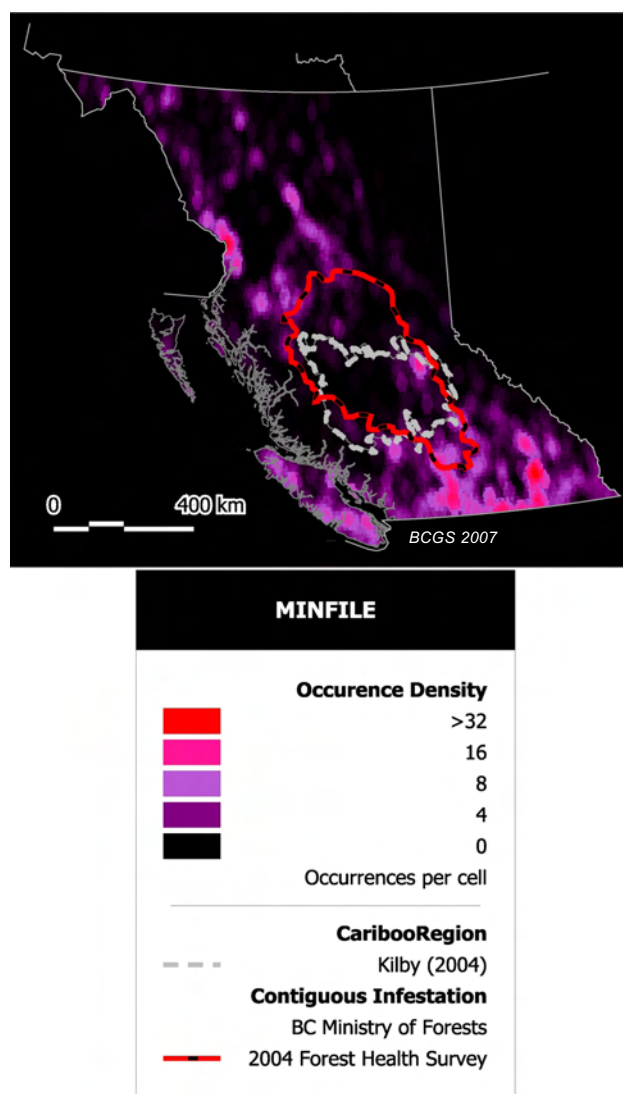 0 400 km
BCGS 2007
MINFILE
Occurence Density
>32
16
8
4
0
Occurrences per cell
CaribooRegion
Kilby (2004)
Contiguous Infestation
BC Ministry of Forests
2004 Forest Health Survey